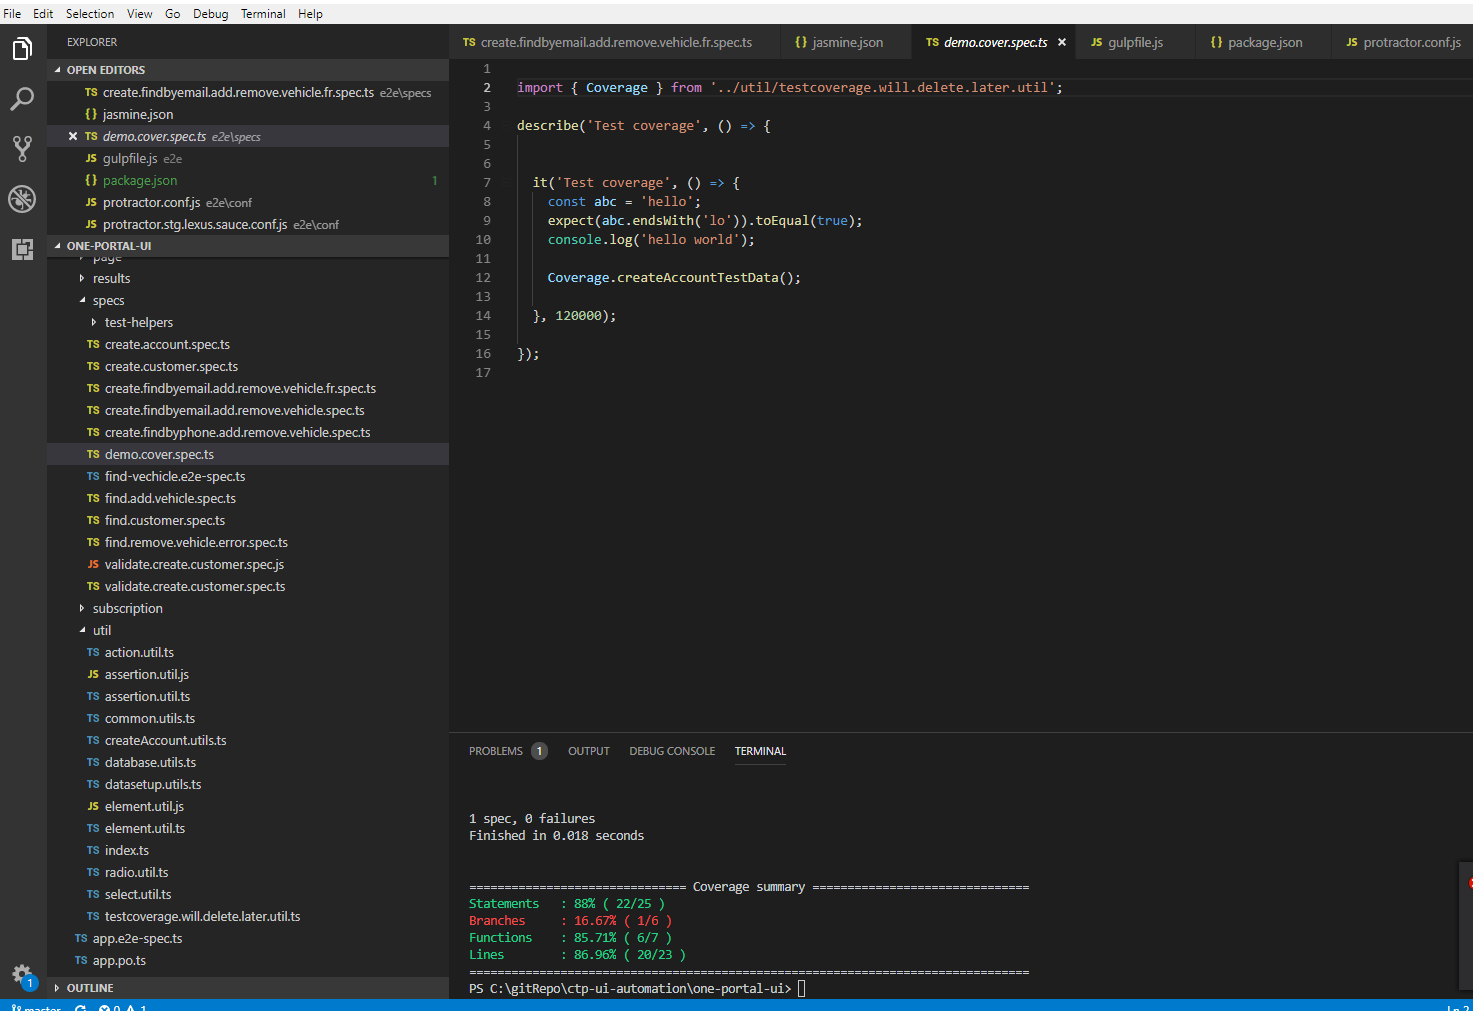 File Edit Selection View Go Debug Terminal Help
EXPLORER
OPEN EDITORS
TS create.findbyemail.add.remove.vehicle.fr.spec.ts e2e\specs
{} jasmine.json
× TS demo.cover.spec.ts e2e\specs
JS gulpfile.js e2e
{} package.json 1
JS protractor.conf.js e2e\conf
JS protractor.stg.lexus.sauce.conf.js e2e\conf
ONE-PORTAL-UI
page
results
specs
test-helpers
TS create.account.spec.ts
TS create.customer.spec.ts
TS create.findbyemail.add.remove.vehicle.fr.spec.ts
TS create.findbyemail.add.remove.vehicle.spec.ts
TS create.findbyphone.add.remove.vehicle.spec.ts
TS demo.cover.spec.ts
TS find-vechicle.e2e-spec.ts
TS find.add.vehicle.spec.ts
TS find.customer.spec.ts
TS find.remove.vehicle.error.spec.ts
JS validate.create.customer.spec.js
TS validate.create.customer.spec.ts
subscription
util
TS action.util.ts
JS assertion.util.js
TS assertion.util.ts
TS common.utils.ts
TS createAccount.utils.ts
TS database.utils.ts
TS datasetup.utils.ts
JS element.util.js
TS element.util.ts
TS index.ts
TS radio.util.ts
TS select.util.ts
TS testcoverage.will.delete.later.util.ts
TS app.e2e-spec.ts
TS app.po.ts
OUTLINE
1
TS create.findbyemail.add.remove.vehicle.fr.spec.ts {} jasmine.json TS demo.cover.spec.ts × JS gulpfile.js {} package.json JS protractor.conf.js
1
2 import { Coverage } from '../util/testcoverage.will.delete.later.util';
3
4 describe('Test coverage', () => {
5
6
7 it('Test coverage', () => {
8 const abc = 'hello';
9 expect(abc.endsWith('lo')).toEqual(true);
10 console.log('hello world');
11
12 Coverage.createAccountTestData();
13
14 }, 120000);
15
16 });
17
PROBLEMS 1 OUTPUT DEBUG CONSOLE TERMINAL
1 spec, 0 failures
Finished in 0.018 seconds
=============================== Coverage summary ===============================
Statements : 88% ( 22/25 )
Branches : 16.67% ( 1/6 )
Functions : 85.71% ( 6/7 )
Lines : 86.96% ( 20/23 )
================================================================================
PS C:\gitRepo\ctp-ui-automation\one-portal-ui>
master 0 1 Ln 2